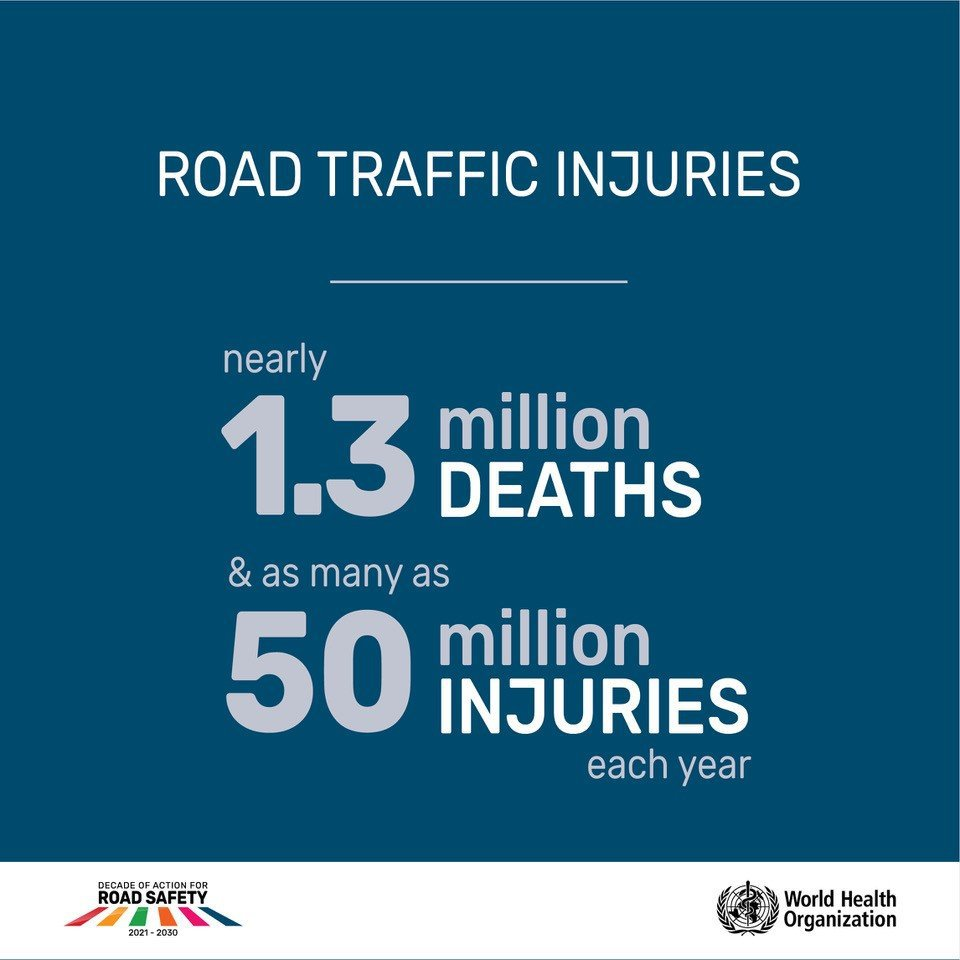 ROAD TRAFFIC INJURIES
nearly
1.3 million
DEATHS
& as many as
50 million
INJURIES
each year
DECADE OF ACTION FOR
ROAD SAFETY
2021 - 2030
World Health
Organization